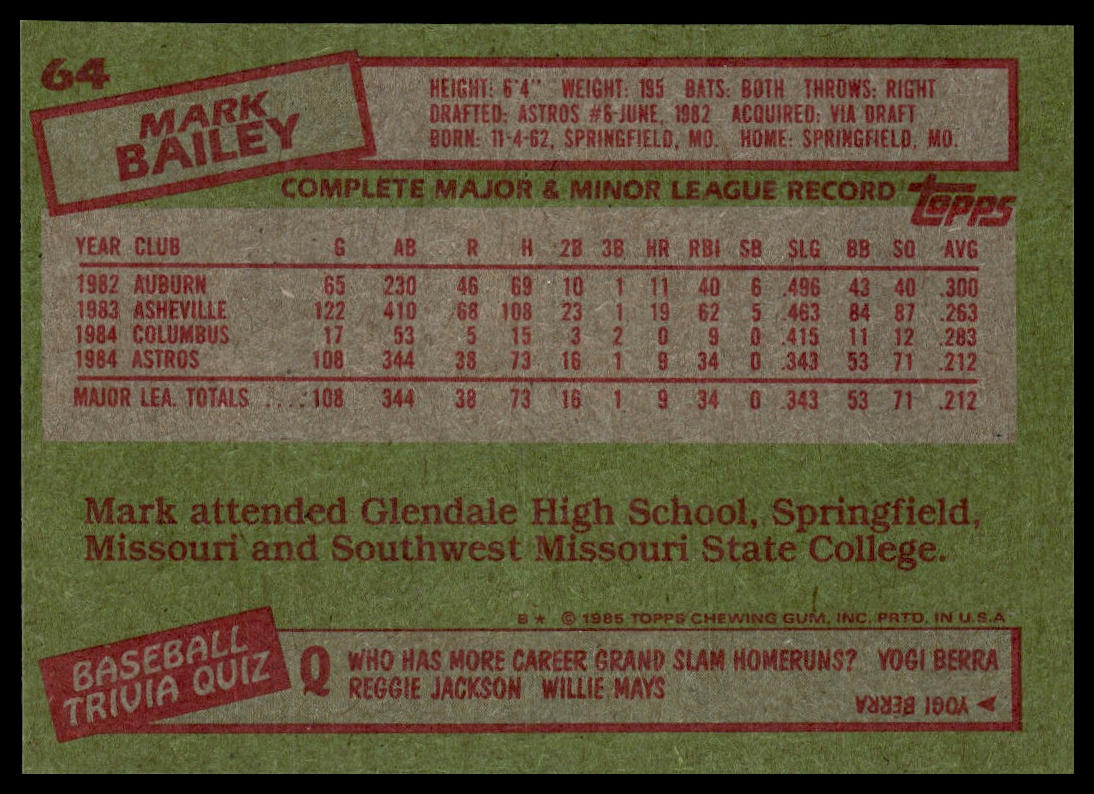 64
MARK
BAILEY
HEIGHT: 6'4" WEIGHT: 195 BATS: BOTH THROWS: RIGHT
DRAFTED: ASTROS #6-JUNE, 1982 ACQUIRED: VIA DRAFT
BORN: 11-4-62, SPRINGFIELD, MO. HOME: SPRINGFIELD, MO.
COMPLETE MAJOR & MINOR LEAGUE RECORD
TOPPS
YEAR CLUB G AB R H 2B 3B HR RBI SB SLG BB SO AVG
1982 AUBURN 65 230 46 69 10 1 11 40 6 .496 43 40 .300
1983 ASHEVILLE 122 410 68 108 23 1 19 62 5 .463 84 87 .263
1984 COLUMBUS 17 53 5 15 3 2 0 9 0 .415 11 12 .283
1984 ASTROS 108 344 38 73 16 1 9 34 0 .343 53 71 .212
MAJOR LEA. TOTALS .... 108 344 38 73 16 1 9 34 0 .343 53 71 .212
Mark attended Glendale High School, Springfield,
Missouri and Southwest Missouri State College.
B * © 1985 TOPPS CHEWING GUM, INC. PRTD. IN U.S.A
BASEBALL
TRIVIA QUIZ
Q WHO HAS MORE CAREER GRAND SLAM HOMERUNS? YOGI BERRA
REGGIE JACKSON WILLIE MAYS
YOGI BERRA